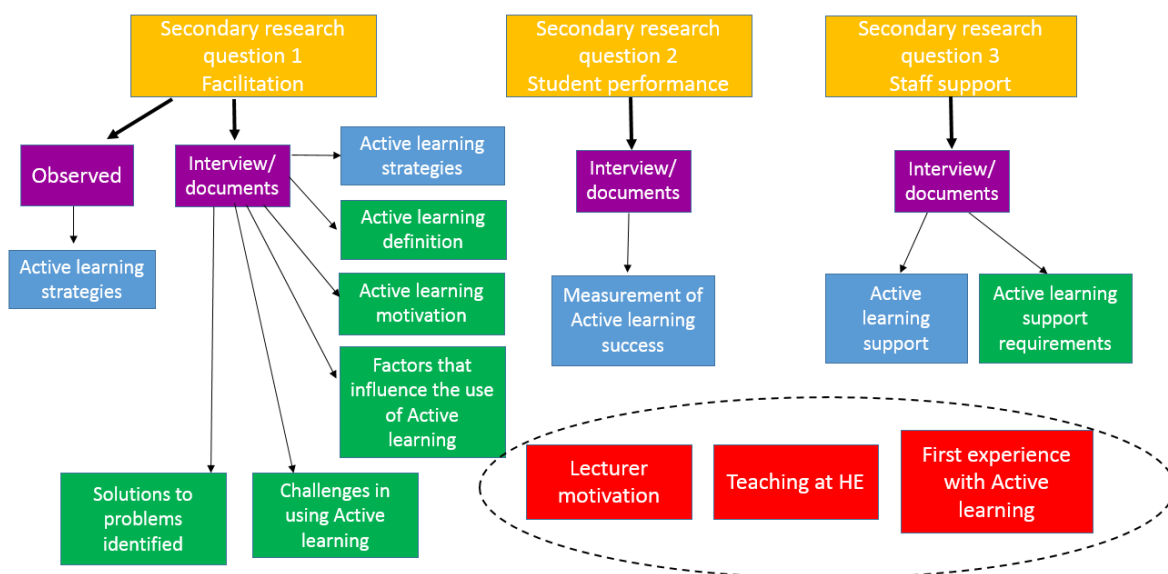 Secondary research
question 1
Facilitation
Secondary research
question 2
Student performance
Secondary research
question 3
Staff support
Observed
Interview/
documents
Active learning
strategies
Interview/
documents
Interview/
documents
Active learning
strategies
Active learning
definition
Active learning
motivation
Factors that
influence the use
of Active
learning
Measurement of
Active learning
success
Active
learning
support
Active learning
support
requirements
Solutions to
problems
identified
Challenges in
using Active
learning
Lecturer
motivation
Teaching at HE
First experience
with Active
learning